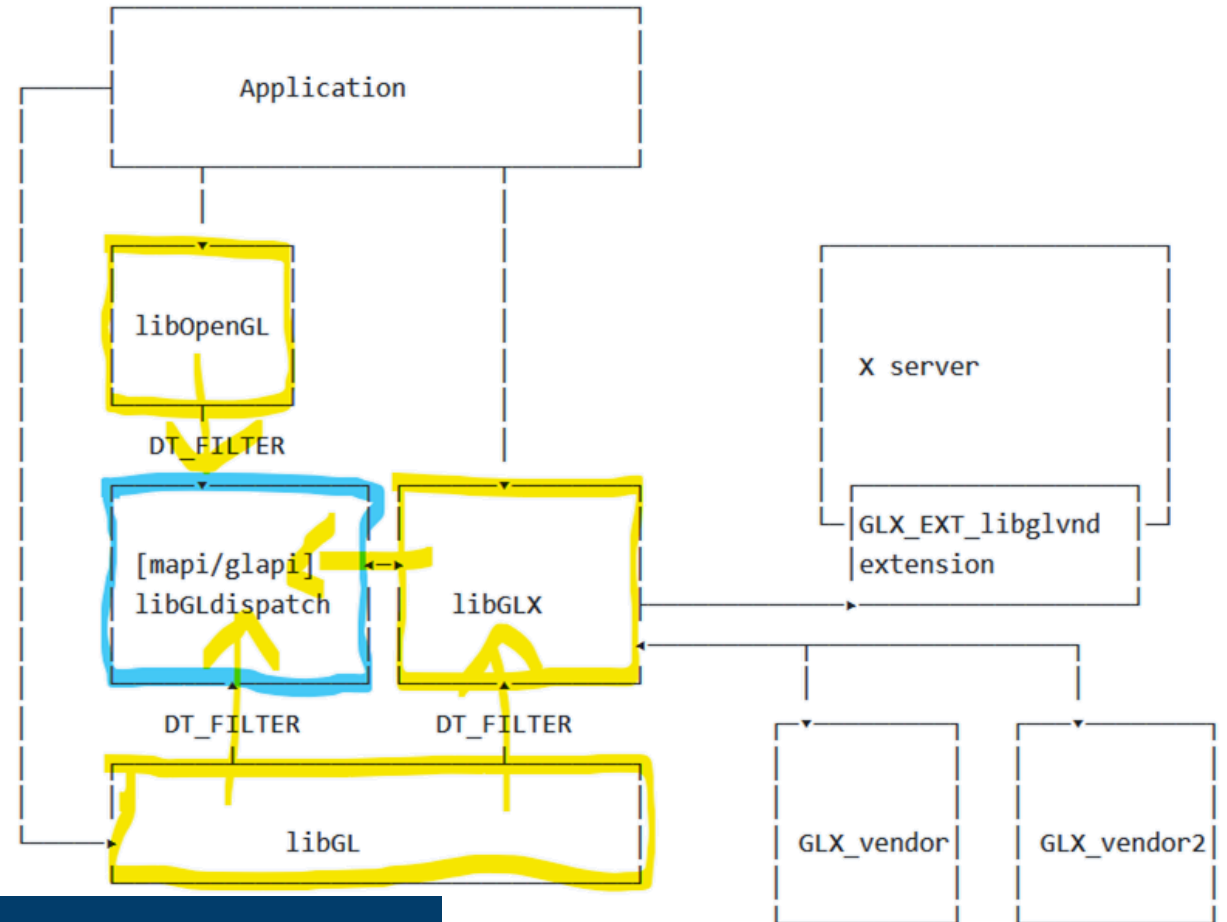 Application
libOpenGL
X server
DT_FILTER
GLX_EXT_libglvnd
extension
[mapi/glapi]
libGLdispatch
libGLX
DT_FILTER
DT_FILTER
libGL
GLX_vendor
GLX_vendor2